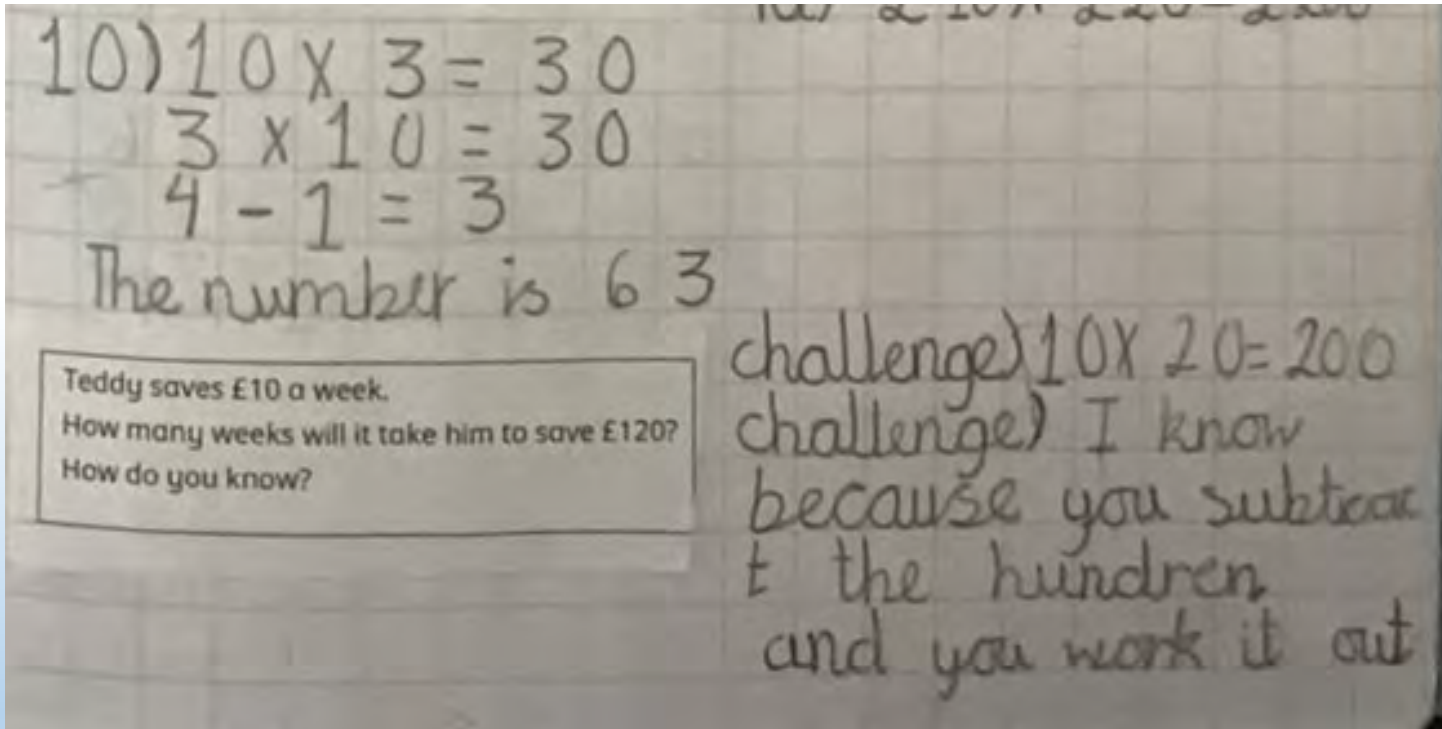 10) 10 x 3 = 30
3 x 10 = 30
4 - 1 = 3
The number is 63
Teddy saves £10 a week.
How many weeks will it take him to save £120?
How do you know?
challenge) 10 x 20 = 200
challenge) I know
because you subtrac
t the hundren
and you work it out